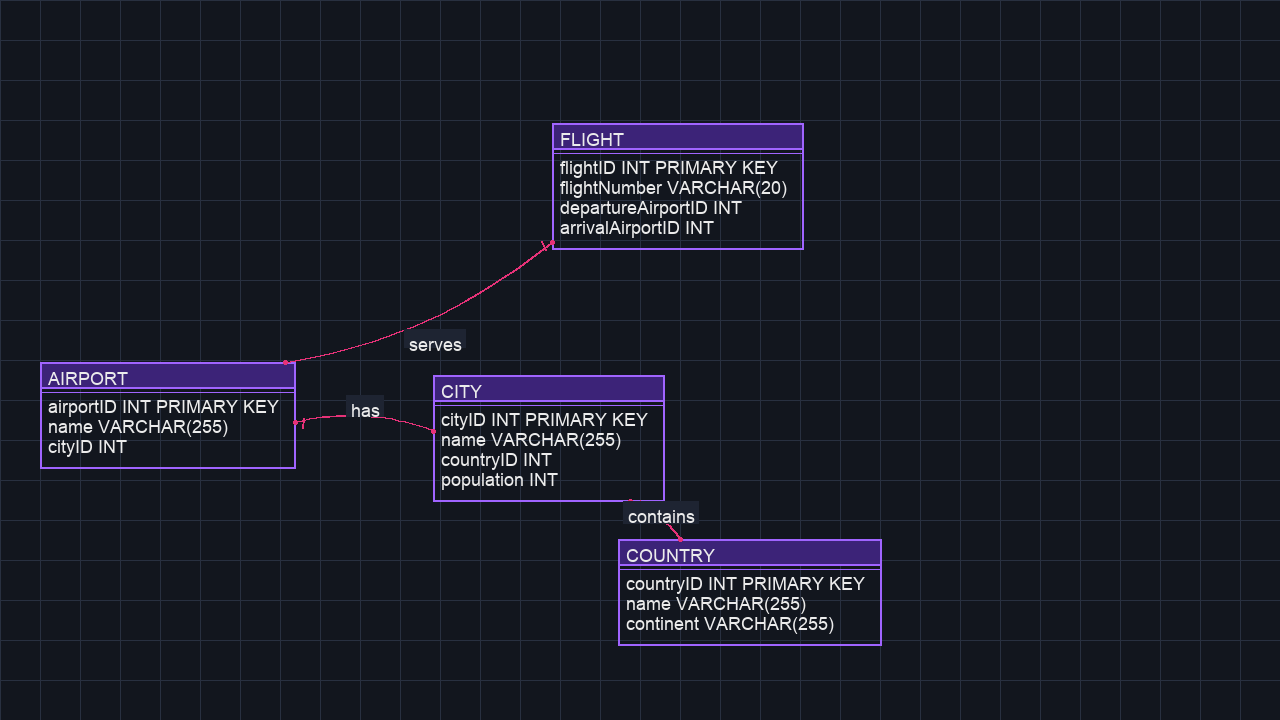 FLIGHT
flightID INT PRIMARY KEY
flightNumber VARCHAR(20)
departureAirportID INT
arrivalAirportID INT
serves
AIRPORT
airportID INT PRIMARY KEY
name VARCHAR(255)
cityID INT
has
CITY
cityID INT PRIMARY KEY
name VARCHAR(255)
countryID INT
population INT
contains
COUNTRY
countryID INT PRIMARY KEY
name VARCHAR(255)
continent VARCHAR(255)